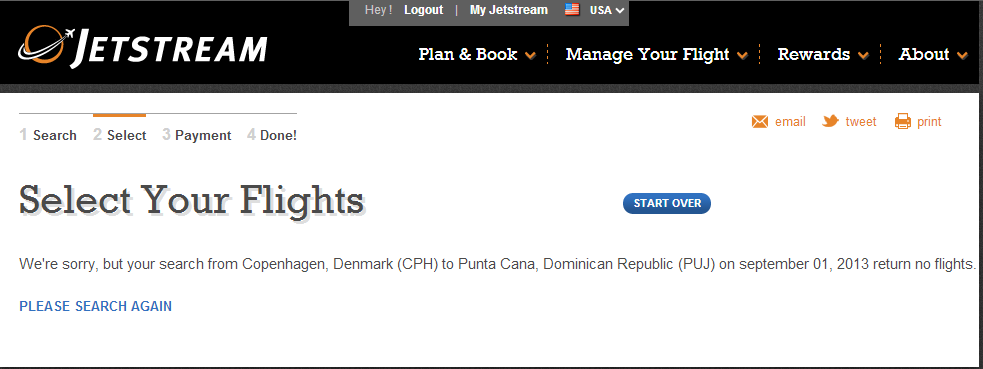 Hey ! Logout | My Jetstream USA
JETSTREAM
Plan & Book Manage Your Flight Rewards About
1 Search 2 Select 3 Payment 4 Done!
email tweet print
Select Your Flights
START OVER
We're sorry, but your search from Copenhagen, Denmark (CPH) to Punta Cana, Dominican Republic (PUJ) on september 01, 2013 return no flights.
PLEASE SEARCH AGAIN